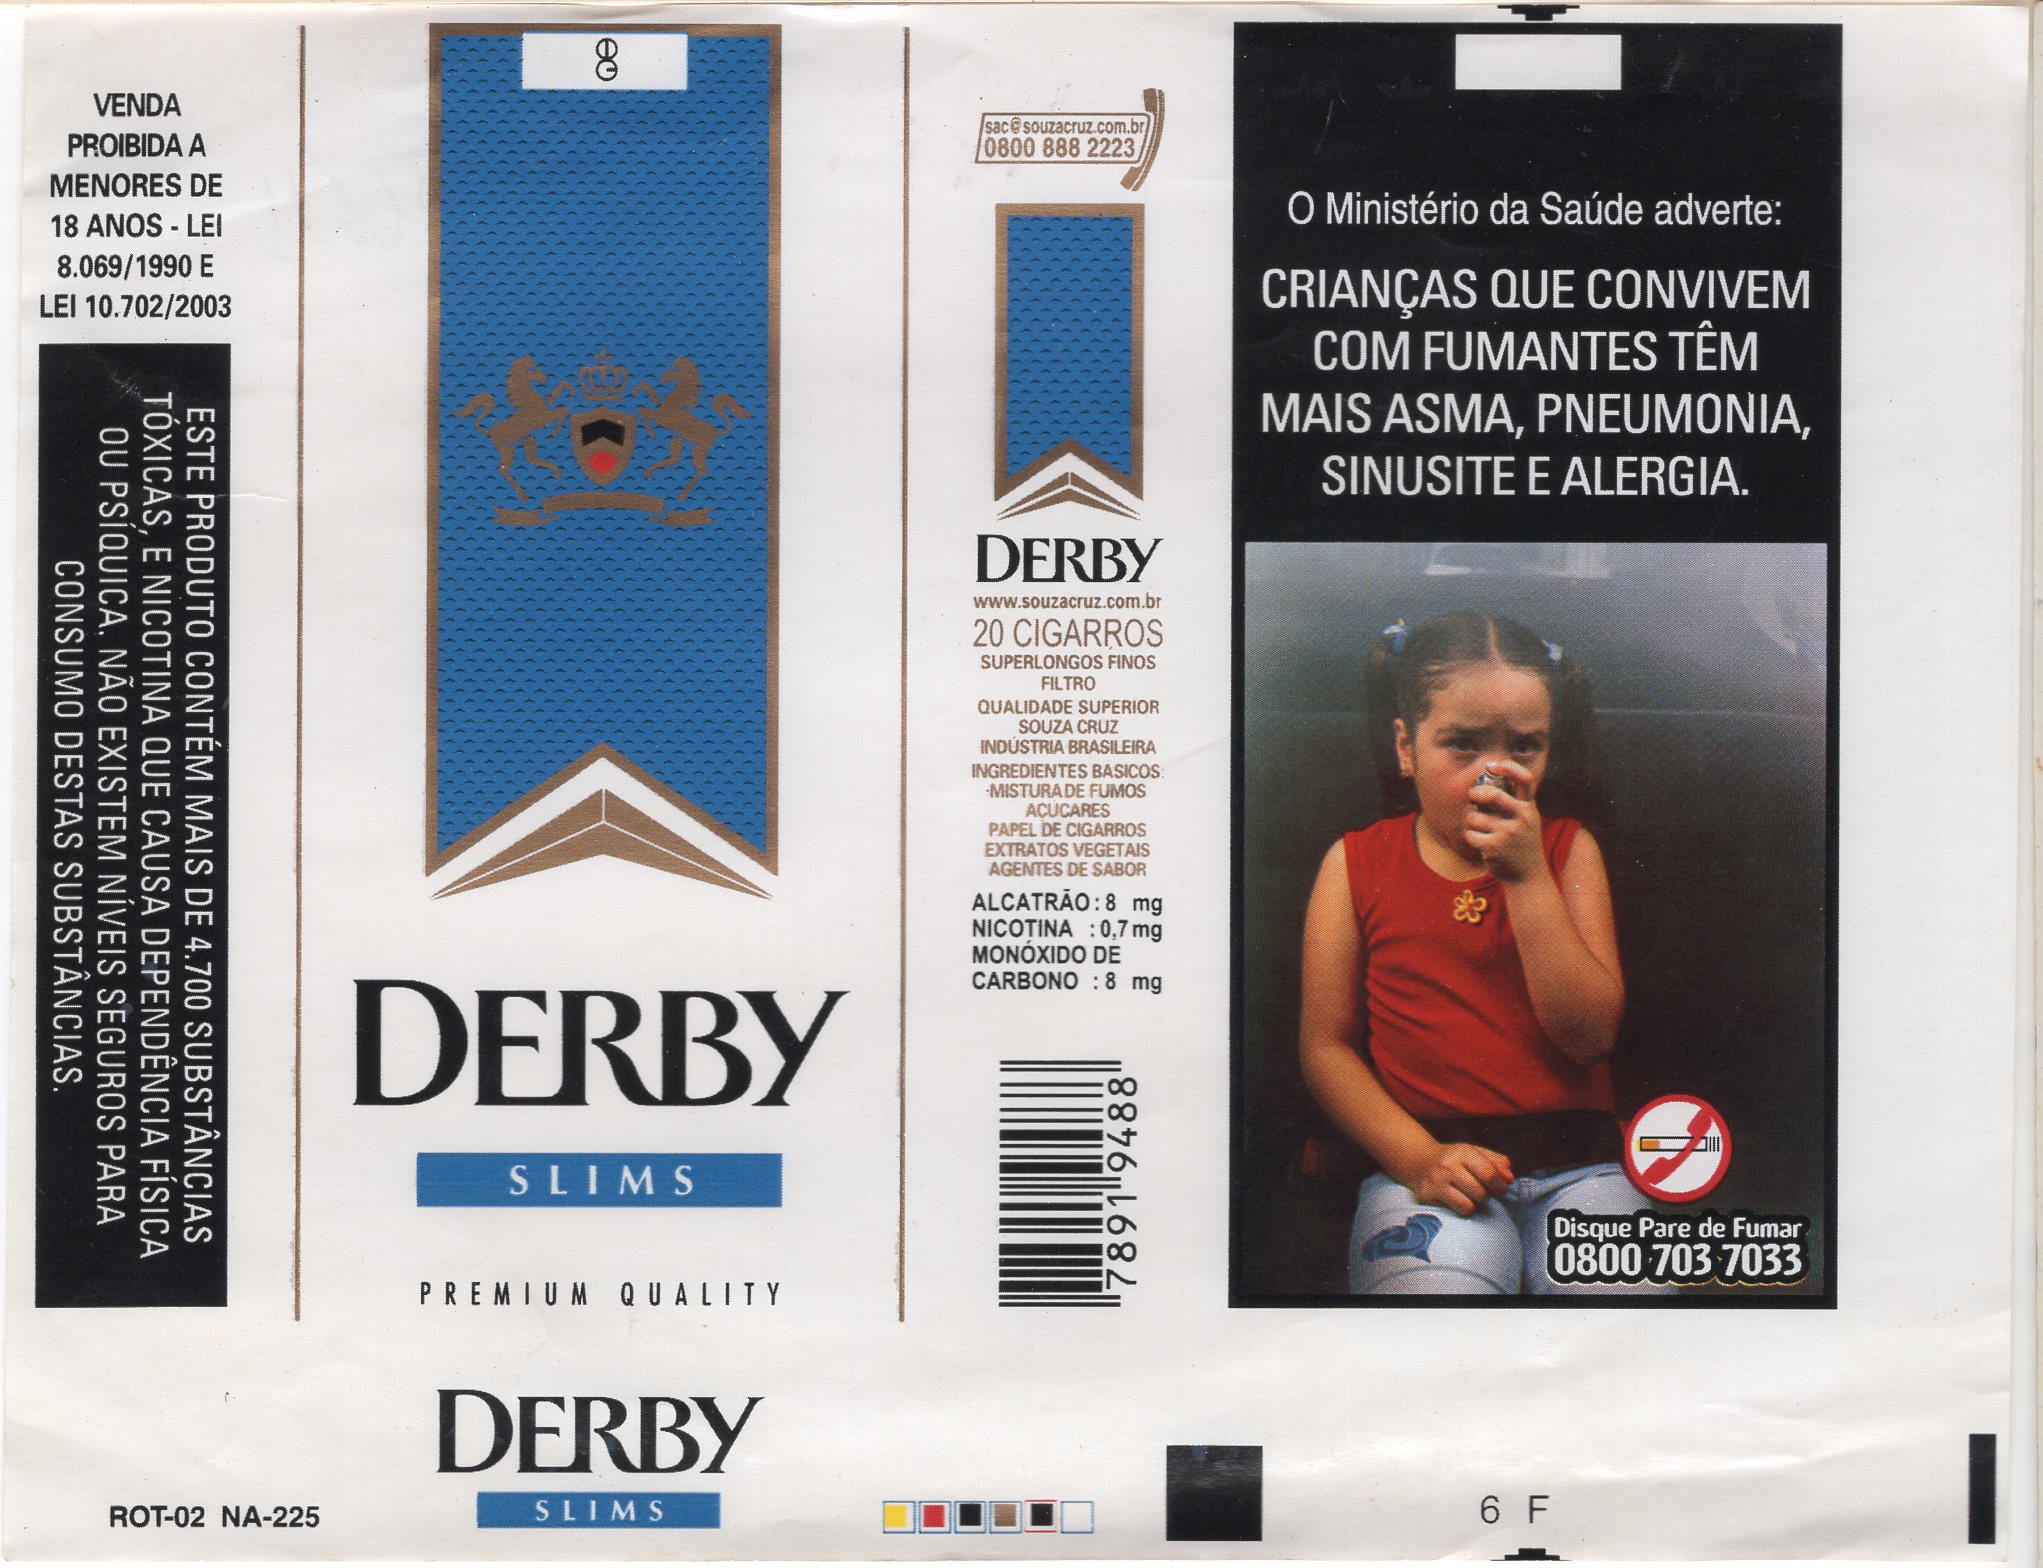 VENDA
PROIBIDA A
MENORES DE
18 ANOS - LEI
8.069/1990 E
LEI 10.702/2003
ESTE PRODUTO CONTÉM MAIS DE 4.700 SUBSTÂNCIAS
TÓXICAS, E NICOTINA QUE CAUSA DEPENDÊNCIA FÍSICA
OU PSÍQUICA. NÃO EXISTEM NÍVEIS SEGUROS PARA
CONSUMO DESTAS SUBSTÂNCIAS.
DERBY
SLIMS
PREMIUM QUALITY
DERBY
SLIMS
ROT-02 NA-225
sac@souzacruz.com.br
0800 888 2223
DERBY
www.souzacruz.com.br
20 CIGARROS
SUPERLONGOS FINOS
FILTRO
QUALIDADE SUPERIOR
SOUZA CRUZ
INDÚSTRIA BRASILEIRA
INGREDIENTES BASICOS:
MISTURA DE FUMOS
AÇUCARES
PAPEL DE CIGARROS
EXTRATOS VEGETAIS
AGENTES DE SABOR
ALCATRÃO : 8 mg
NICOTINA : 0,7 mg
MONÓXIDO DE
CARBONO : 8 mg
78919488
O Ministério da Saúde adverte:
CRIANÇAS QUE CONVIVEM
COM FUMANTES TÊM
MAIS ASMA, PNEUMONIA,
SINUSITE E ALERGIA.
Disque Pare de Fumar
0800 703 7033
6 F